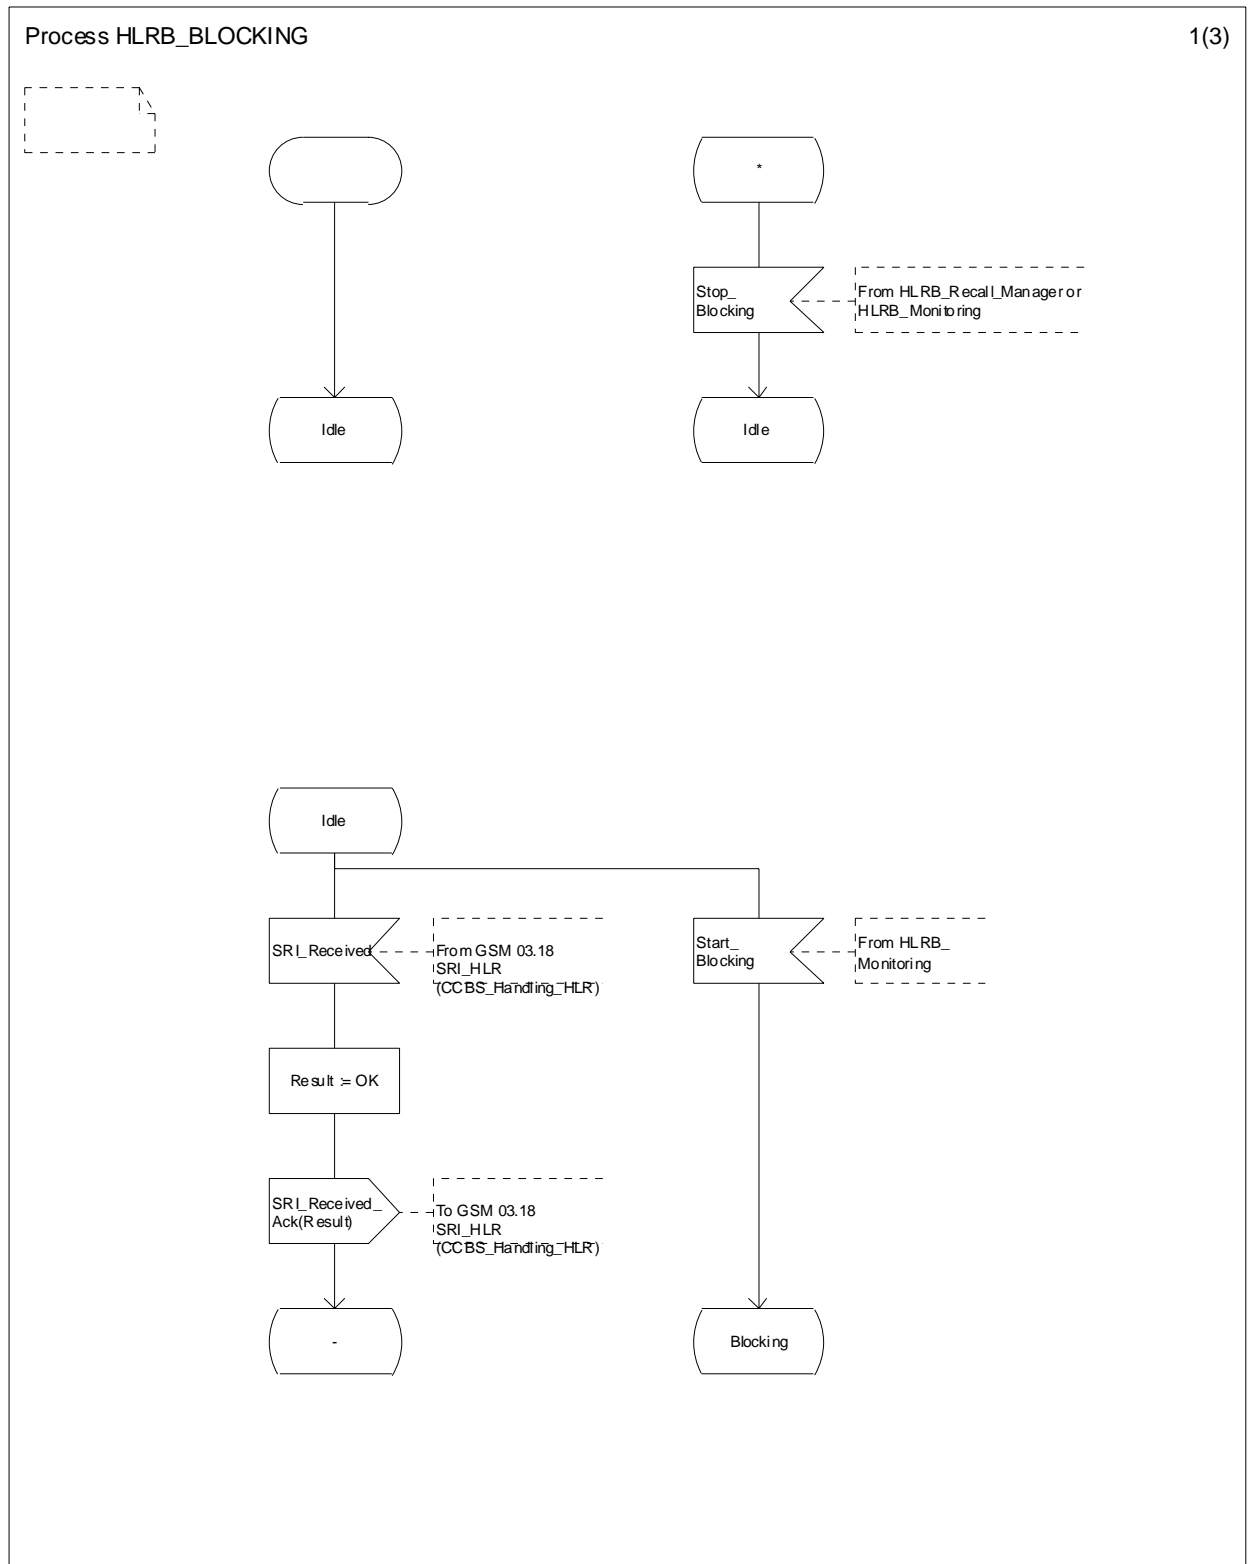 Process HLRB_BLOCKING
1(3)
*
Stop_
Blocking
From HLRB_Recall_Manager or
HLRB_Monitoring
Idle
Idle
Idle
SRI_Received
From GSM 03.18
SRI_HLR
(CCBS_Handling_HLR)
Start_
Blocking
From HLRB_
Monitoring
Result := OK
SRI_Received_
Ack(Result)
To GSM 03.18
SRI_HLR
(CCBS_Handling_HLR)
-
Blocking